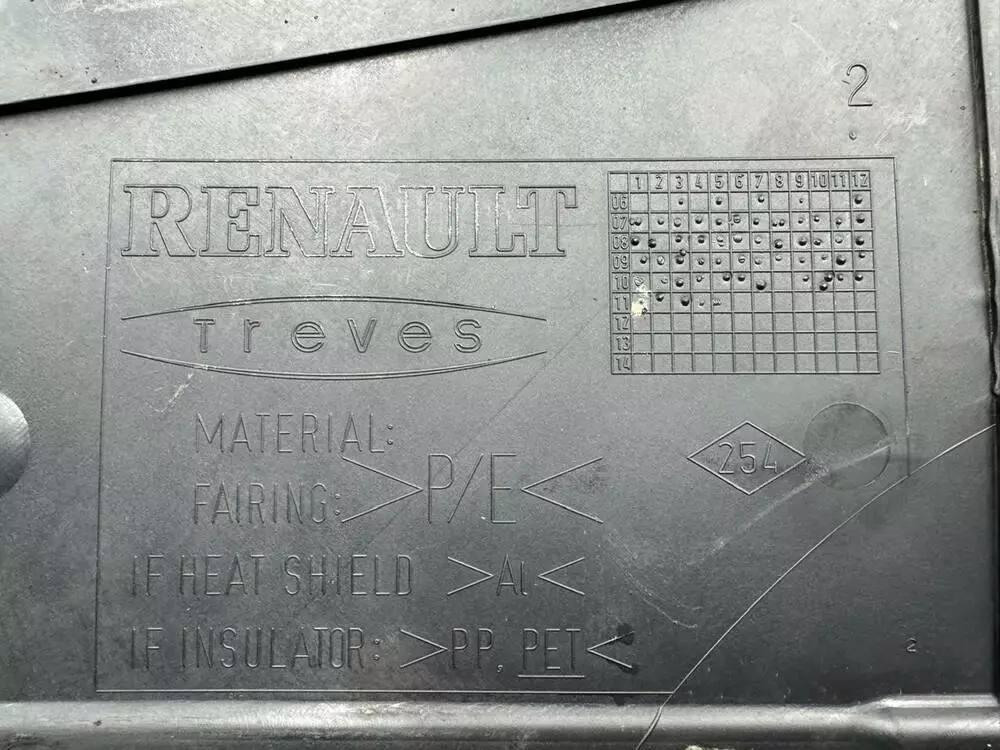 2
RENAULT
Treves
1 2 3 4 5 6 7 8 9 10 11 12
06
07
08
09
10
11
12
13
14
MATERIAL:
254
FAIRING: >P/E<
IF HEAT SHIELD >Al<
IF INSULATOR: >PP, PET<
2